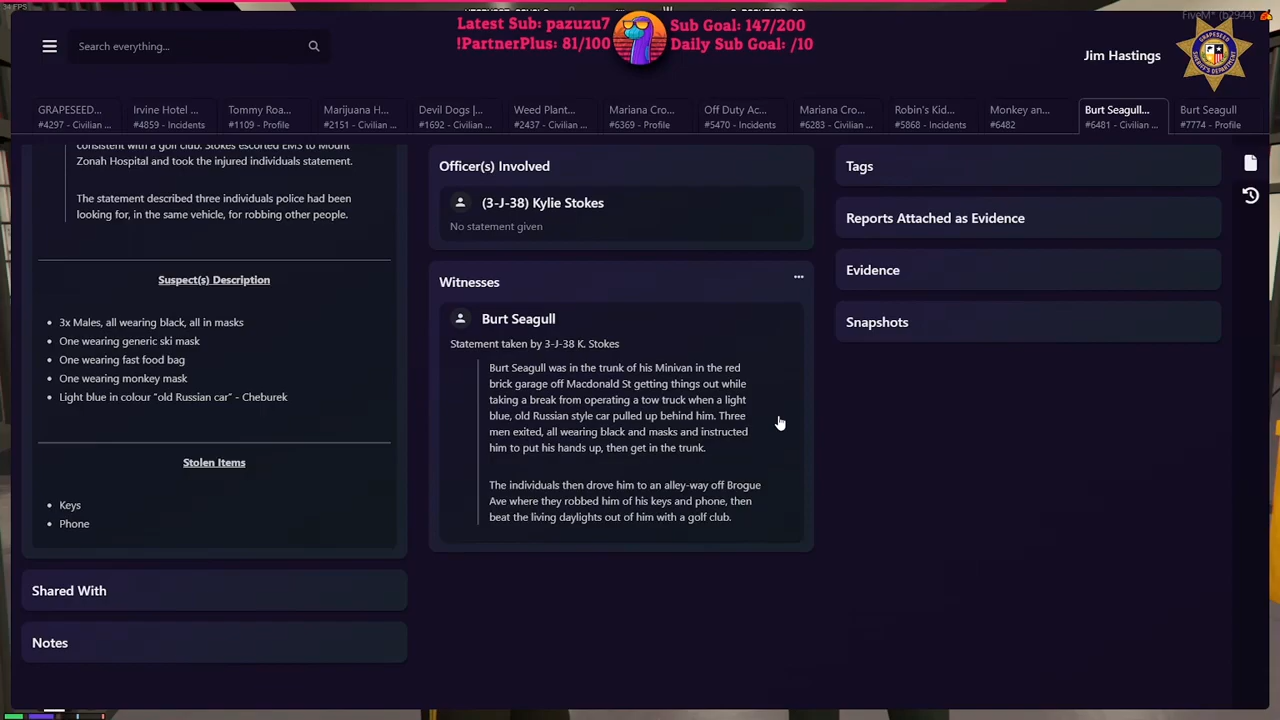 34 FPS
FiveM* (b2944)
Latest Sub: pazuzu7
Sub Goal: 147/200
!PartnerPlus: 81/100
Daily Sub Goal: /10
Search everything...
Jim Hastings
GRAPESEED...
#4297 - Civilian ...
Irvine Hotel ...
#4859 - Incidents
Tommy Roa...
#1109 - Profile
Marijuana H...
#2151 - Civilian ...
Devil Dogs |...
#1692 - Civilian ...
Weed Plant...
#2437 - Civilian ...
Mariana Cro...
#6369 - Profile
Off Duty Ac...
#5470 - Incidents
Mariana Cro...
#6283 - Civilian ...
Robin's Kid...
#5868 - Incidents
Monkey an...
#6482
Burt Seagull...
#6481 - Civilian ...
Burt Seagull
#7774 - Profile
consistent with a golf club. Stokes escorted EMS to Mount
Zonah Hospital and took the injured individuals statement.
The statement described three individuals police had been
looking for, in the same vehicle, for robbing other people.
Suspect(s) Description
3x Males, all wearing black, all in masks
One wearing generic ski mask
One wearing fast food bag
One wearing monkey mask
Light blue in colour "old Russian car" - Cheburek
Stolen Items
Keys
Phone
Shared With
Notes
Officer(s) Involved
(3-J-38) Kylie Stokes
No statement given
Witnesses
Burt Seagull
Statement taken by 3-J-38 K. Stokes
Burt Seagull was in the trunk of his Minivan in the red
brick garage off Macdonald St getting things out while
taking a break from operating a tow truck when a light
blue, old Russian style car pulled up behind him. Three
men exited, all wearing black and masks and instructed
him to put his hands up, then get in the trunk.
The individuals then drove him to an alley-way off Brogue
Ave where they robbed him of his keys and phone, then
beat the living daylights out of him with a golf club.
Tags
Reports Attached as Evidence
Evidence
Snapshots